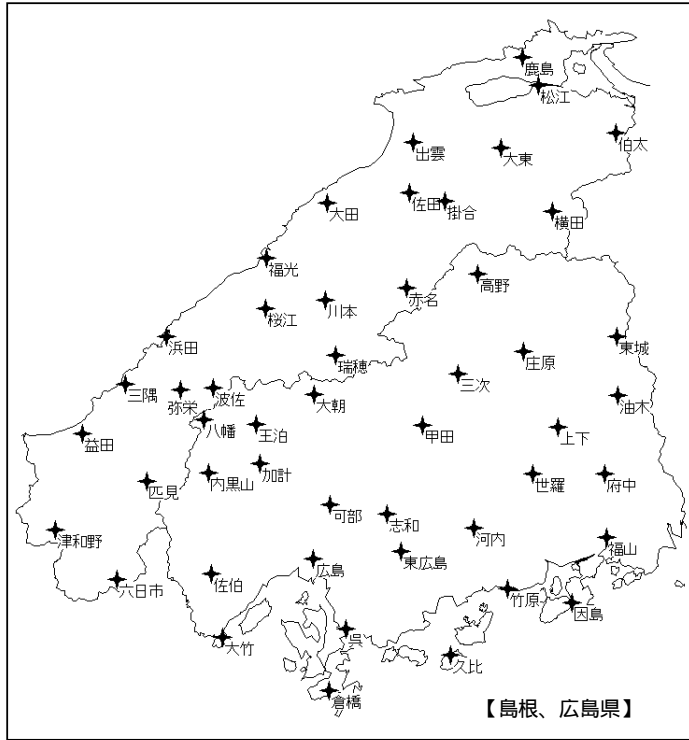 鹿島
松江
伯太
出雲
大東
佐田
掛合
大田
横田
福光
赤名
高野
桜江
川本
浜田
瑞穂
庄原
東城
三次
三隅
弥栄
波佐
大朝
油木
八幡
王泊
甲田
上下
益田
匹見
内黒山
加計
世羅
府中
可部
志和
河内
津和野
東広島
福山
広島
六日市
佐伯
竹原
因島
大竹
呉
久比
倉橋
【島根、広島県】